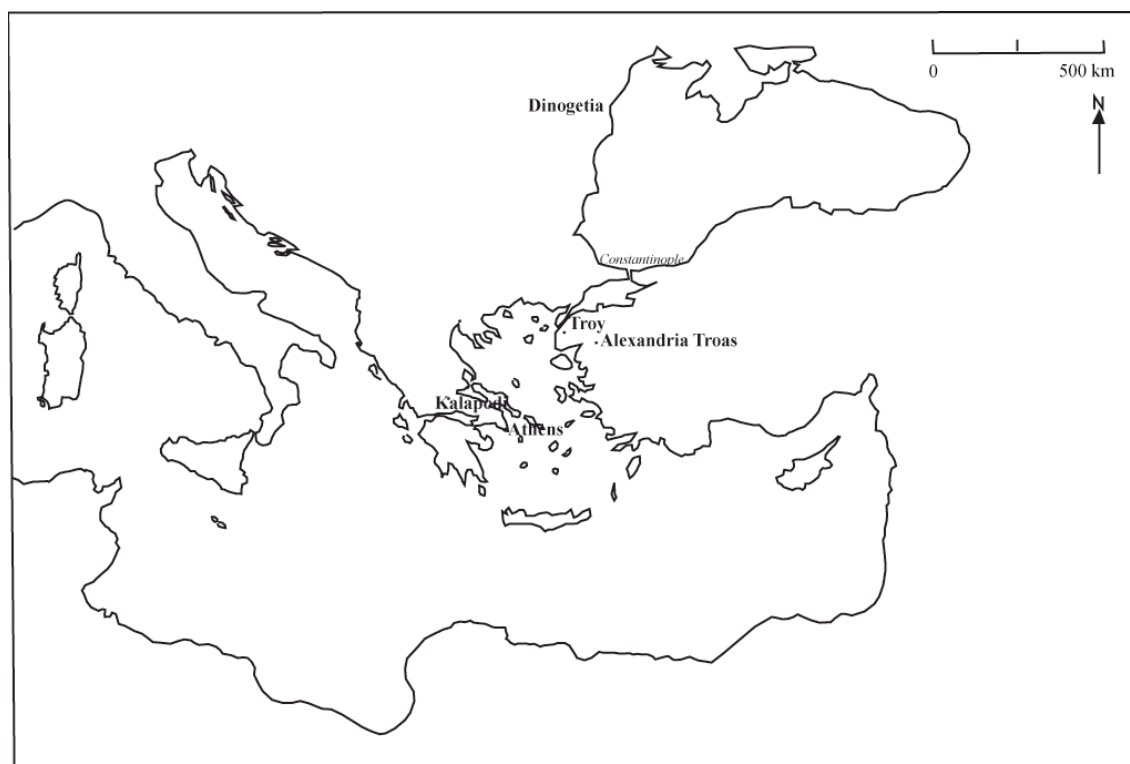 0 500 km
N
Dinogetia
Constantinople
Troy
Alexandria Troas
Kalapodi
Athens